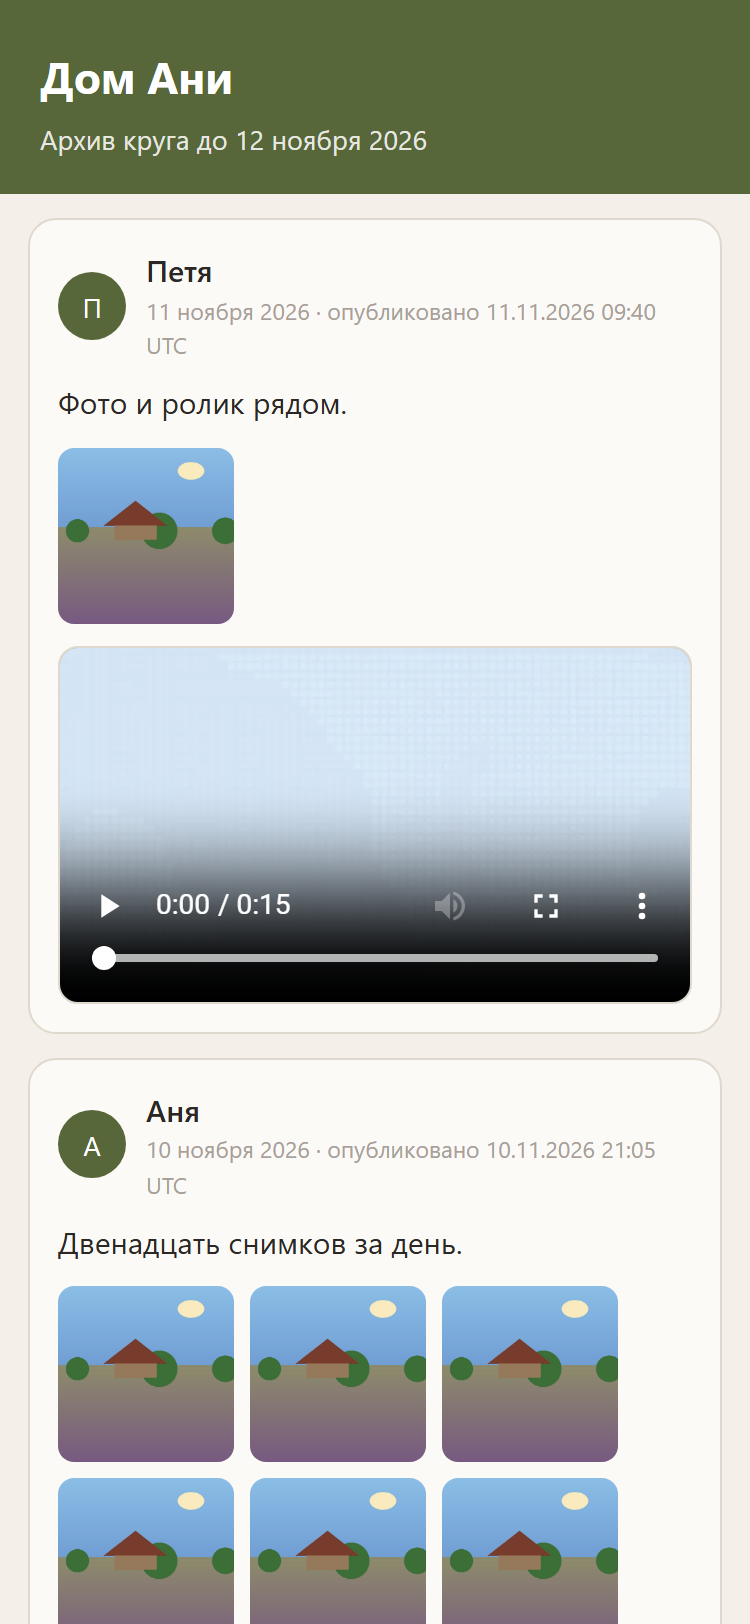 Дом Ани
Архив круга до 12 ноября 2026
П
Петя
11 ноября 2026 · опубликовано 11.11.2026 09:40
UTC
Фото и ролик рядом.
0:00 / 0:15
А
Аня
10 ноября 2026 · опубликовано 10.11.2026 21:05
UTC
Двенадцать снимков за день.